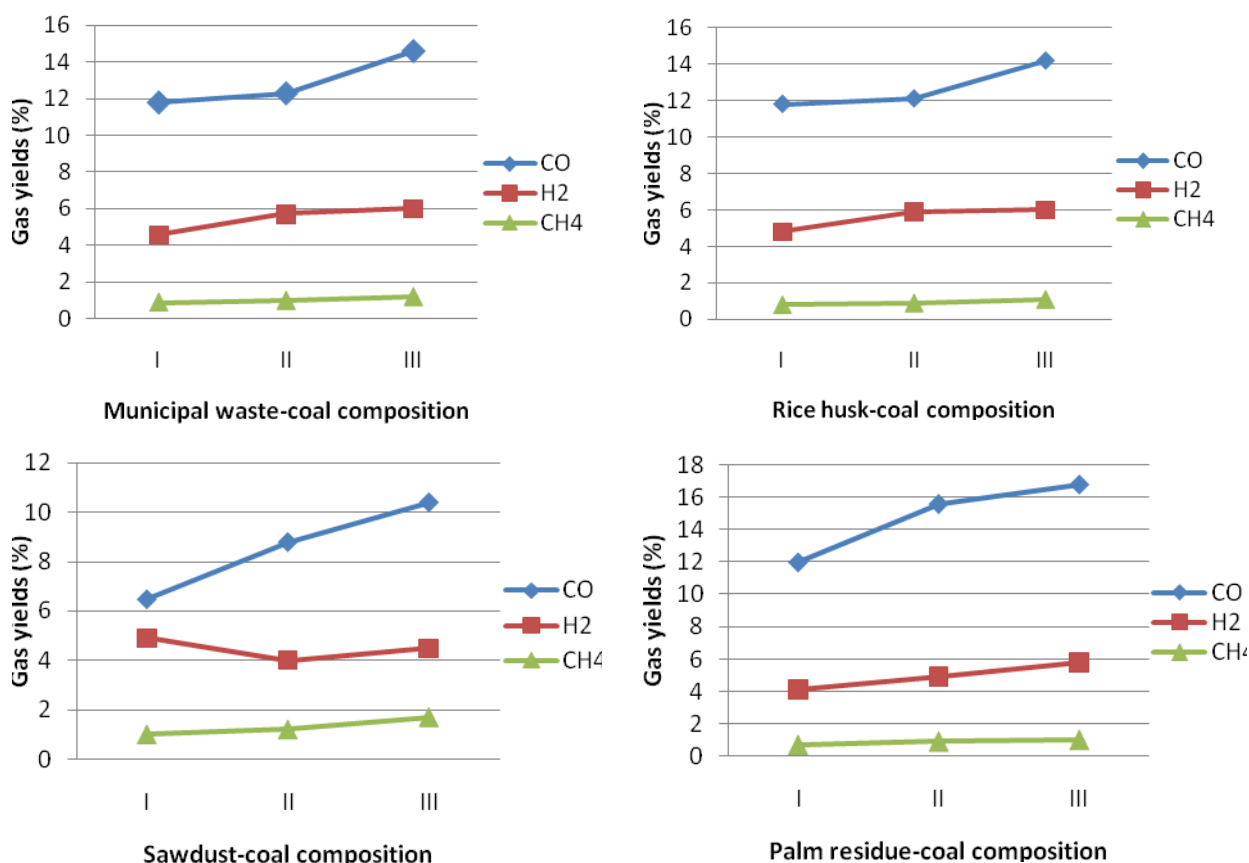 16
14
12
10
8
6
4
2
0
Gas yields (%)
I II III
Municipal waste-coal composition
CO
H2
CH4
16
14
12
10
8
6
4
2
0
Gas yields (%)
I II III
Rice husk-coal composition
CO
H2
CH4
12
10
8
6
4
2
0
Gas yields (%)
I II III
Sawdust-coal composition
CO
H2
CH4
18
16
14
12
10
8
6
4
2
0
Gas yields (%)
I II III
Palm residue-coal composition
CO
H2
CH4